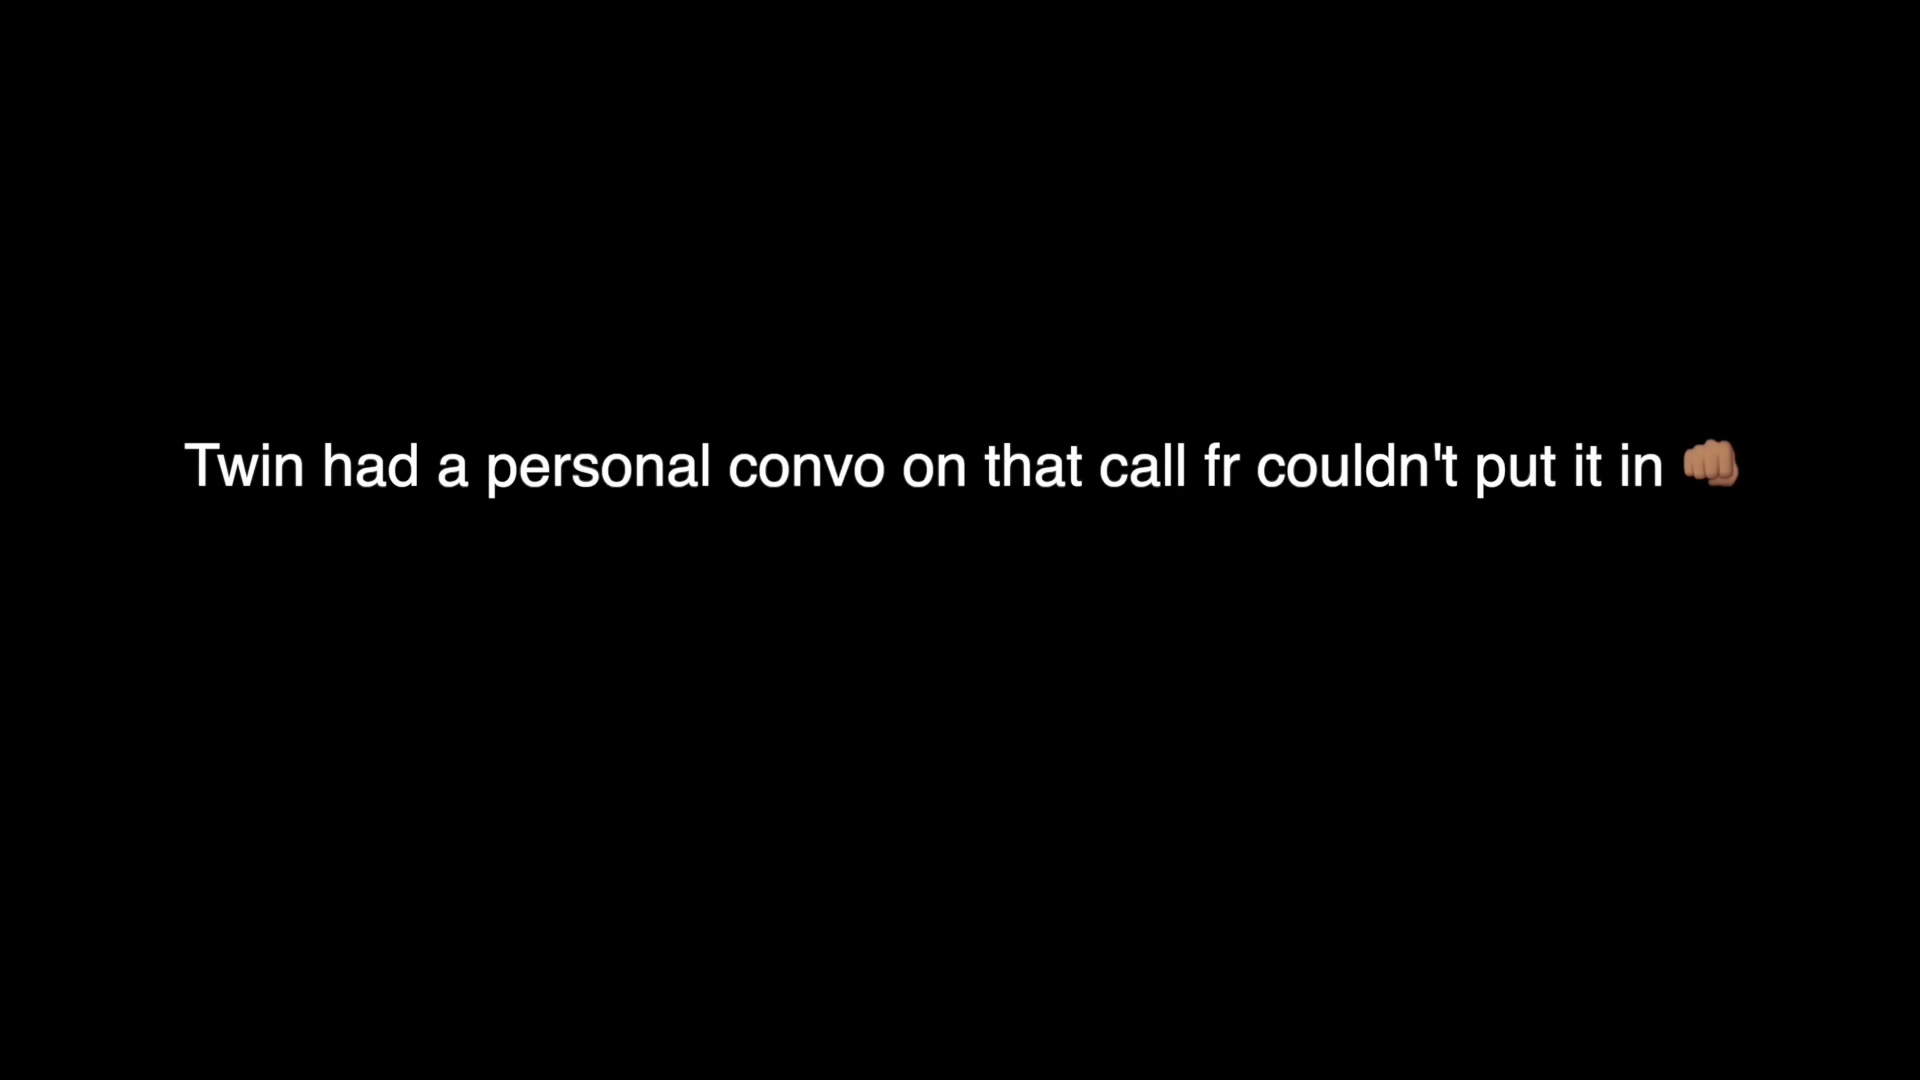 Twin had a personal convo on that call fr couldn't put it in 👊🏽